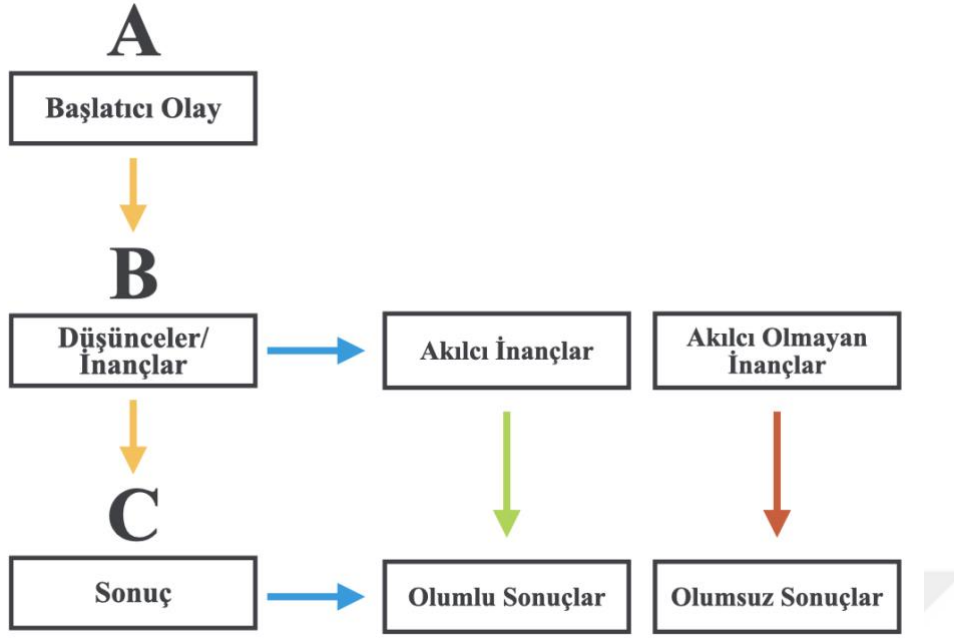 A
Başlatıcı Olay
B
Düşünceler/
İnançlar
Akılcı İnançlar
Akılcı Olmayan
İnançlar
C
Sonuç
Olumlu Sonuçlar
Olumsuz Sonuçlar